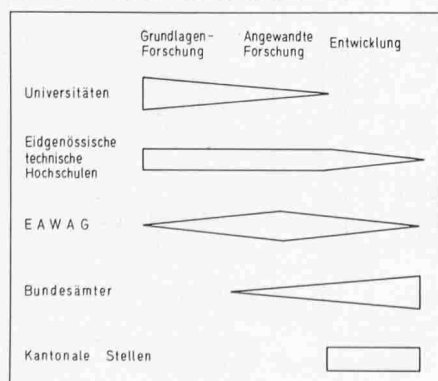 Grundlagen-
Forschung
Angewandte
Forschung
Entwicklung
Universitäten
Eidgenössische
technische
Hochschulen
EAWAG
Bundesämter
Kantonale Stellen